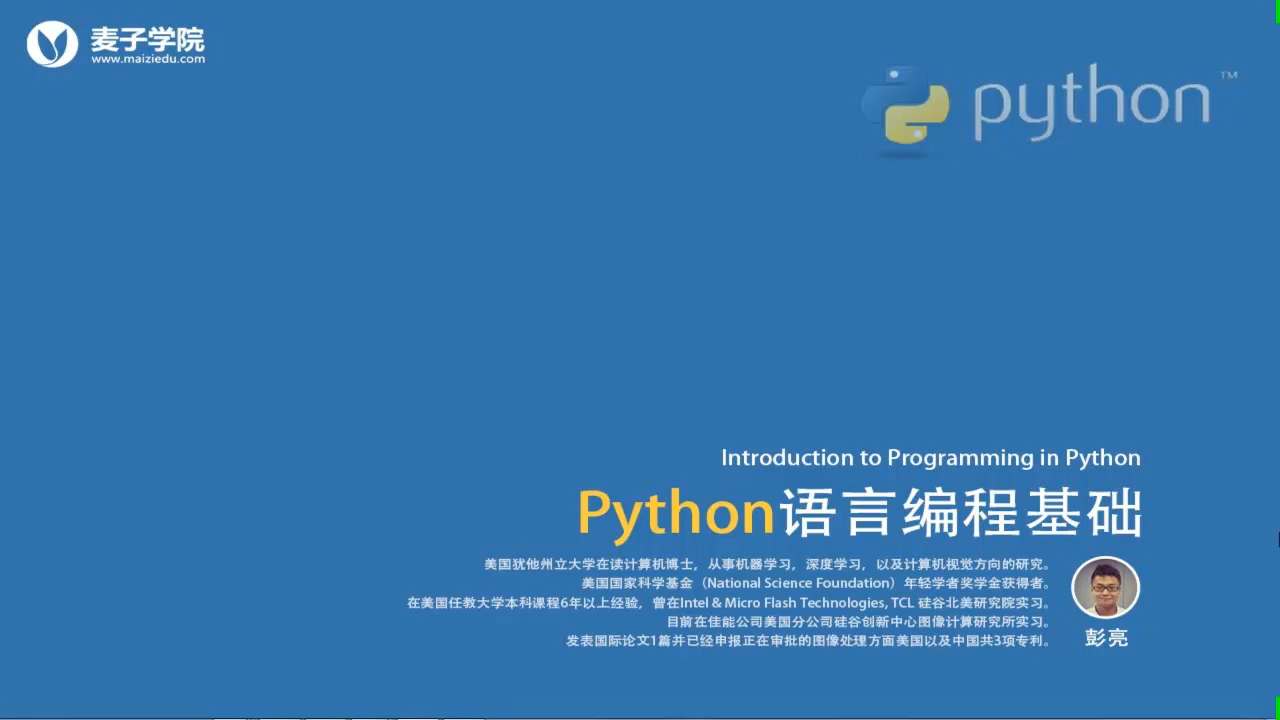 麦子学院
www.maiziedu.com
python™
Introduction to Programming in Python
Python语言编程基础
美国犹他州立大学在读计算机博士，从事机器学习，深度学习，以及计算机视觉方向的研究。
美国国家科学基金（National Science Foundation）年轻学者奖学金获得者。
在美国任教大学本科课程6年以上经验，曾在Intel & Micro Flash Technologies, TCL 硅谷北美研究院实习。
目前在佳能公司美国分公司硅谷创新中心图像计算研究所实习。
发表国际论文1篇并已经申报正在审批的图像处理方面美国以及中国共3项专利。
彭亮